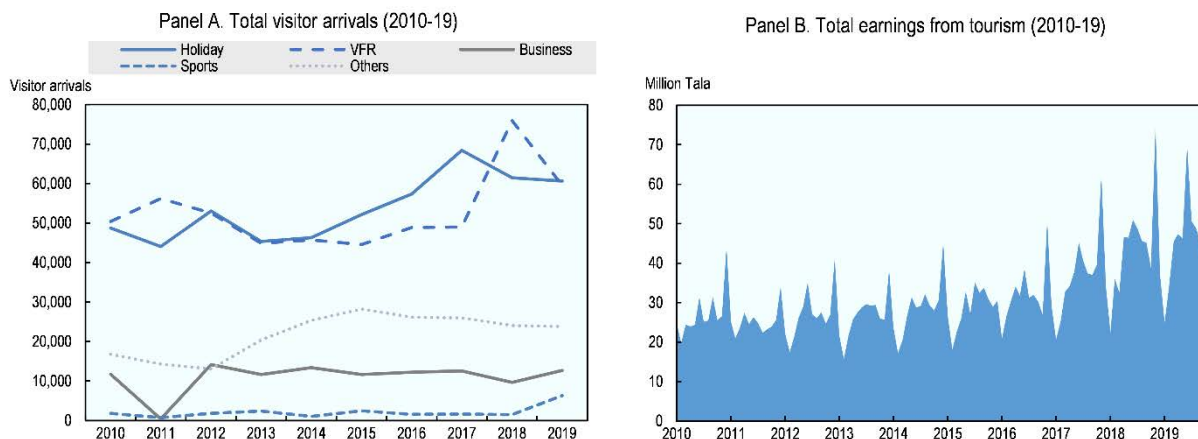 Panel A. Total visitor arrivals (2010-19)
Holiday VFR Business
Sports Others
Visitor arrivals
80,000
70,000
60,000
50,000
40,000
30,000
20,000
10,000
0
2010 2011 2012 2013 2014 2015 2016 2017 2018 2019
Panel B. Total earnings from tourism (2010-19)
Million Tala
80
70
60
50
40
30
20
10
0
2010 2011 2012 2013 2014 2015 2016 2017 2018 2019